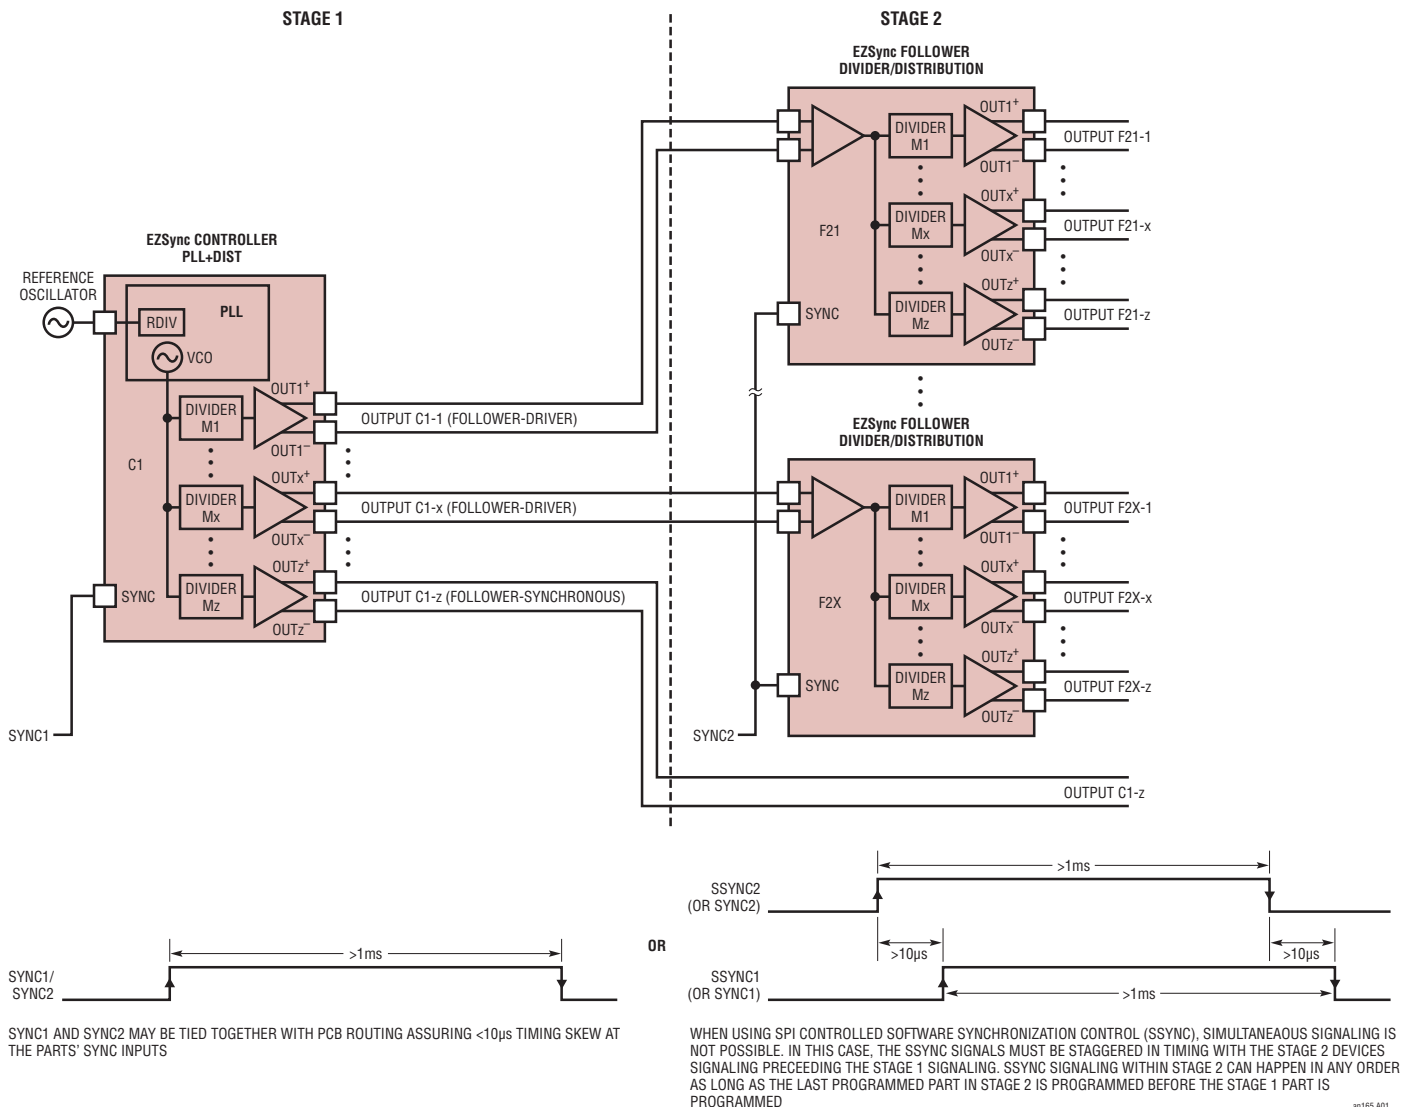 STAGE 1
STAGE 2
EZSync FOLLOWER
DIVIDER/DISTRIBUTION
OUT1+
DIVIDER
M1
OUTPUT F21-1
OUT1–
OUTx+
DIVIDER
Mx
F21
OUTPUT F21-x
OUTx–
OUTz+
SYNC
DIVIDER
Mz
OUTPUT F21-z
OUTz–
EZSync CONTROLLER
PLL+DIST
REFERENCE
OSCILLATOR
RDIV
PLL
VCO
OUT1+
DIVIDER
M1
OUTPUT C1-1 (FOLLOWER-DRIVER)
OUT1–
C1
OUTx+
DIVIDER
Mx
OUTPUT C1-x (FOLLOWER-DRIVER)
OUTx–
OUTz+
SYNC
DIVIDER
Mz
OUTPUT C1-z (FOLLOWER-SYNCHRONOUS)
OUTz–
SYNC1
EZSync FOLLOWER
DIVIDER/DISTRIBUTION
OUT1+
DIVIDER
M1
OUTPUT F2X-1
OUT1–
OUTx+
DIVIDER
Mx
F2X
OUTPUT F2X-x
OUTx–
OUTz+
SYNC
DIVIDER
Mz
OUTPUT F2X-z
OUTz–
SYNC2
OUTPUT C1-z
SYNC1/
SYNC2
>1ms
SYNC1 AND SYNC2 MAY BE TIED TOGETHER WITH PCB ROUTING ASSURING <10µs TIMING SKEW AT
THE PARTS' SYNC INPUTS
OR
SSYNC2
(OR SYNC2)
>1ms
>10µs
>10µs
SSYNC1
(OR SYNC1)
>1ms
WHEN USING SPI CONTROLLED SOFTWARE SYNCHRONIZATION CONTROL (SSYNC), SIMULTANEAOUS SIGNALING IS
NOT POSSIBLE. IN THIS CASE, THE SSYNC SIGNALS MUST BE STAGGERED IN TIMING WITH THE STAGE 2 DEVICES
SIGNALING PRECEEDING THE STAGE 1 SIGNALING. SSYNC SIGNALING WITHIN STAGE 2 CAN HAPPEN IN ANY ORDER
AS LONG AS THE LAST PROGRAMMED PART IN STAGE 2 IS PROGRAMMED BEFORE THE STAGE 1 PART IS
PROGRAMMED
an165 A01